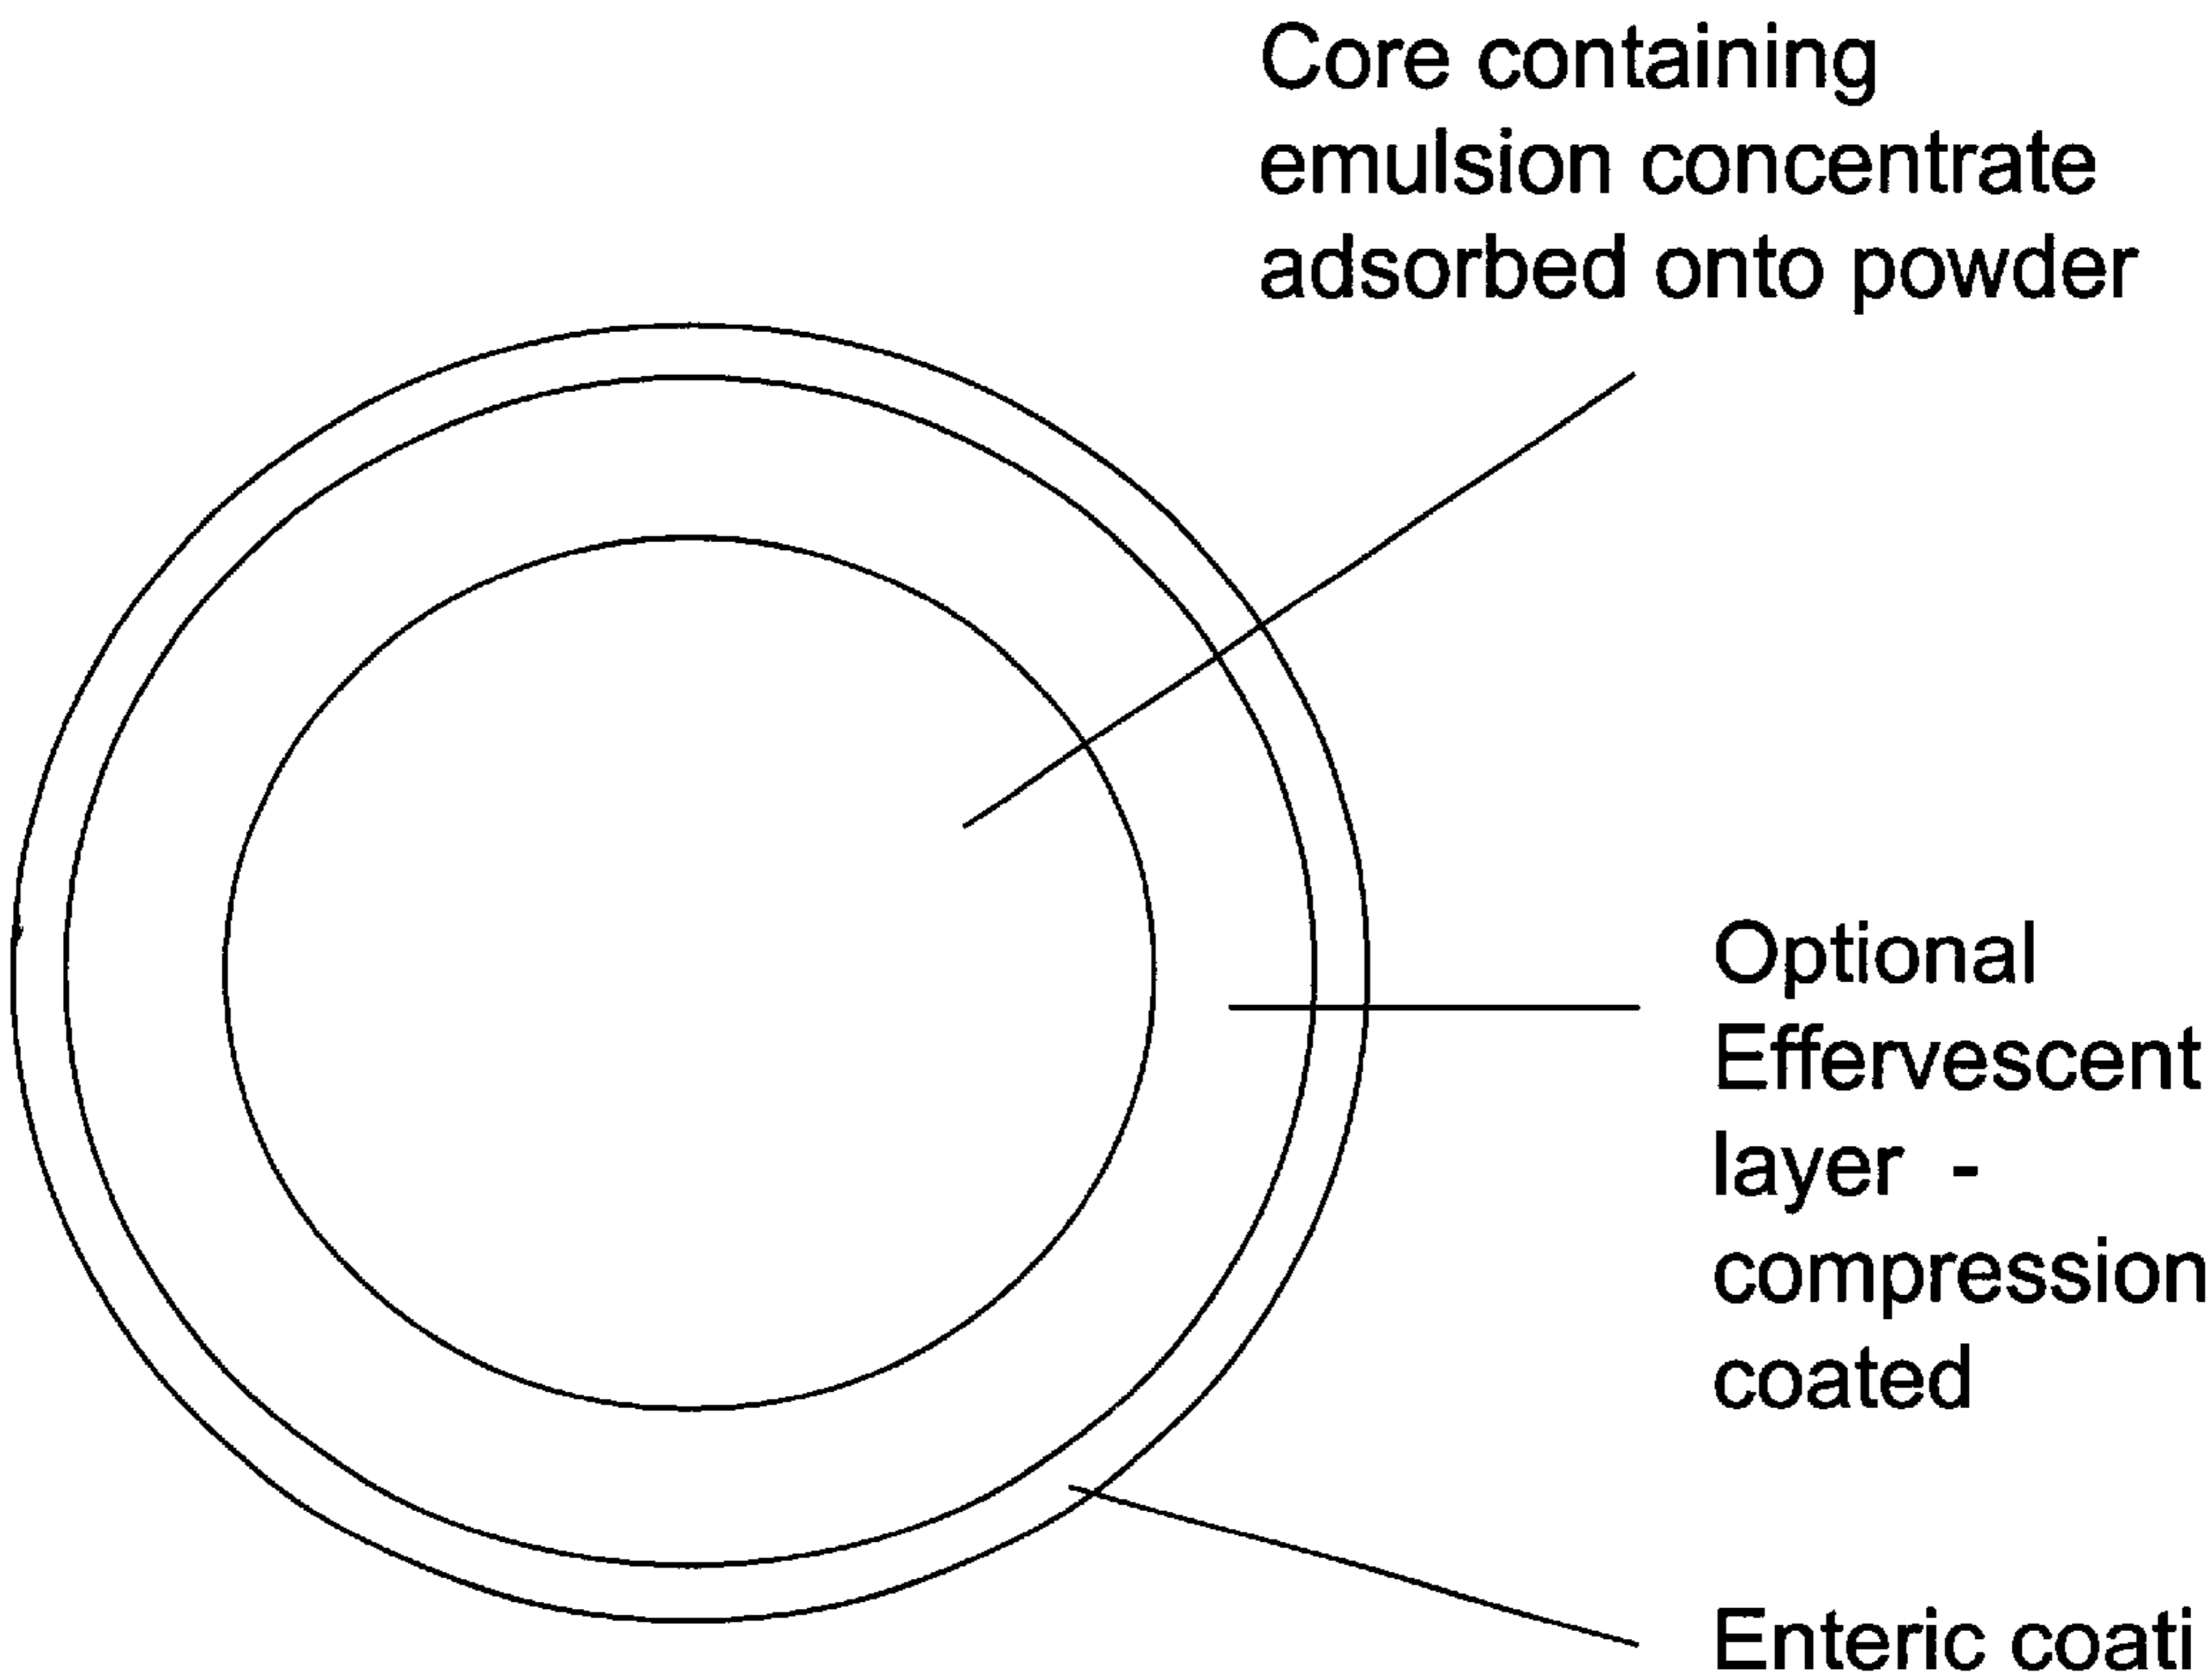 Core containing
emulsion concentrate
adsorbed onto powder
Optional
Effervescent
layer -
compression
coated
Enteric coati